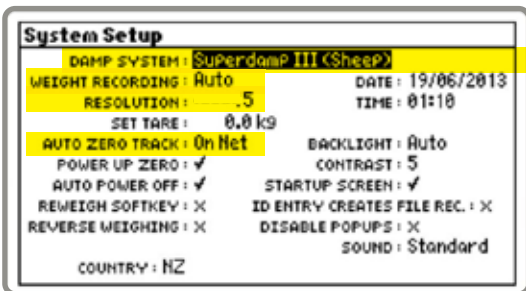 System Setup
DAMP SYSTEM : Superdamp III (Sheep)
WEIGHT RECORDING : Auto DATE : 19/06/2013
RESOLUTION : .5 TIME : 01:10
SET TARE : 0.0 kg
AUTO ZERO TRACK : On Net BACKLIGHT : Auto
POWER UP ZERO : ✓ CONTRAST : 5
AUTO POWER OFF : ✓ STARTUP SCREEN : ✓
REWEIGH SOFTKEY : ✕ ID ENTRY CREATES FILE REC. : ✕
REVERSE WEIGHING : ✕ DISABLE POPUPS : ✕
SOUND : Standard
COUNTRY : NZ